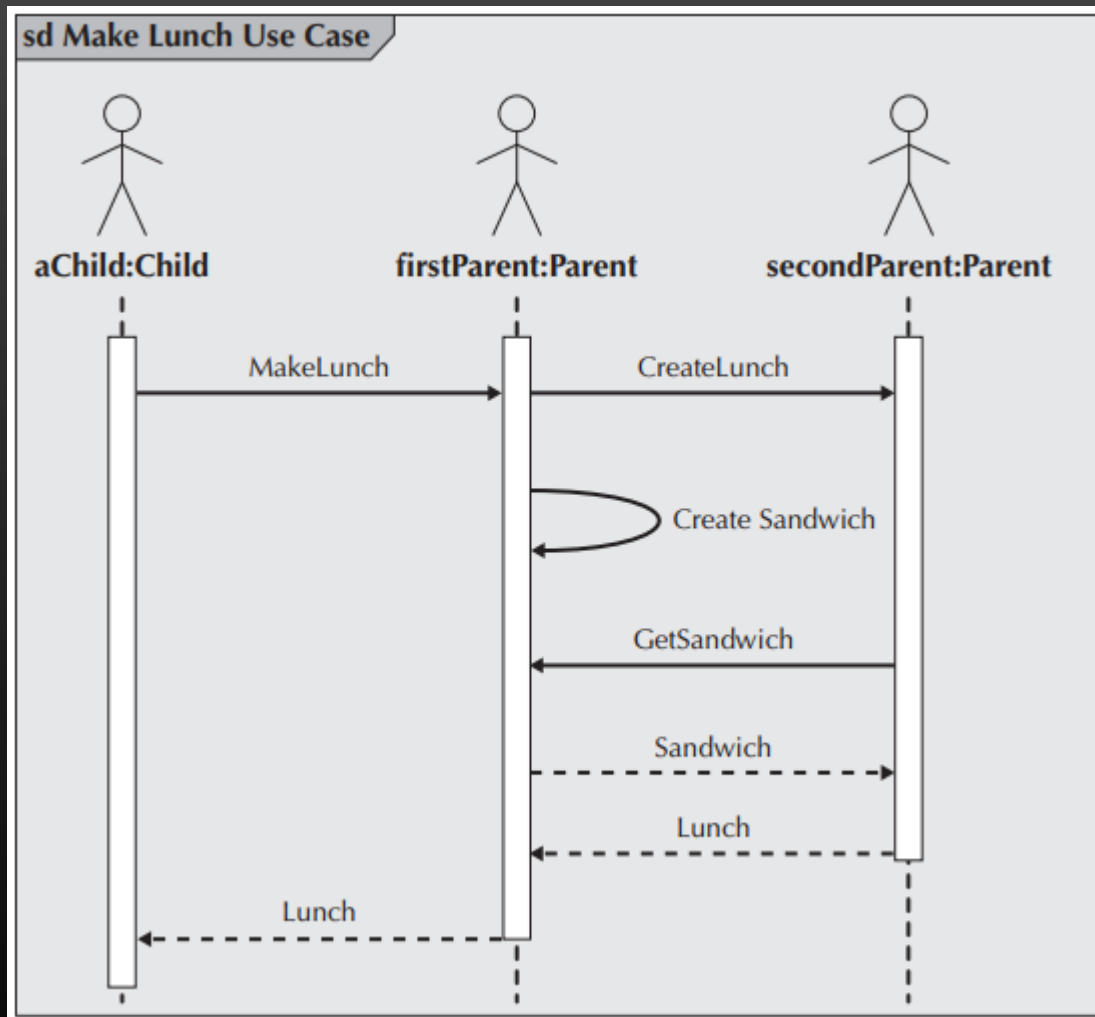 sd Make Lunch Use Case
aChild:Child
firstParent:Parent
secondParent:Parent
MakeLunch
CreateLunch
Create Sandwich
GetSandwich
Sandwich
Lunch
Lunch